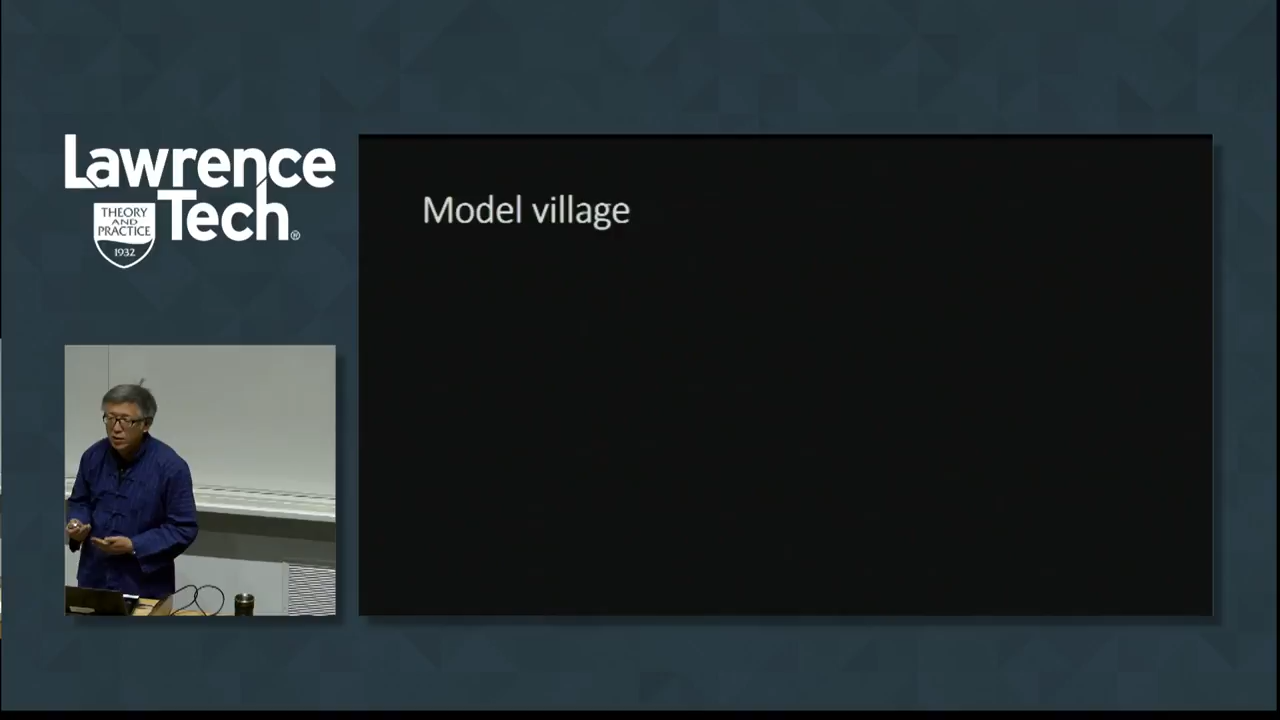 Lawrence
Tech®
THEORY
AND
PRACTICE
1932
Model village